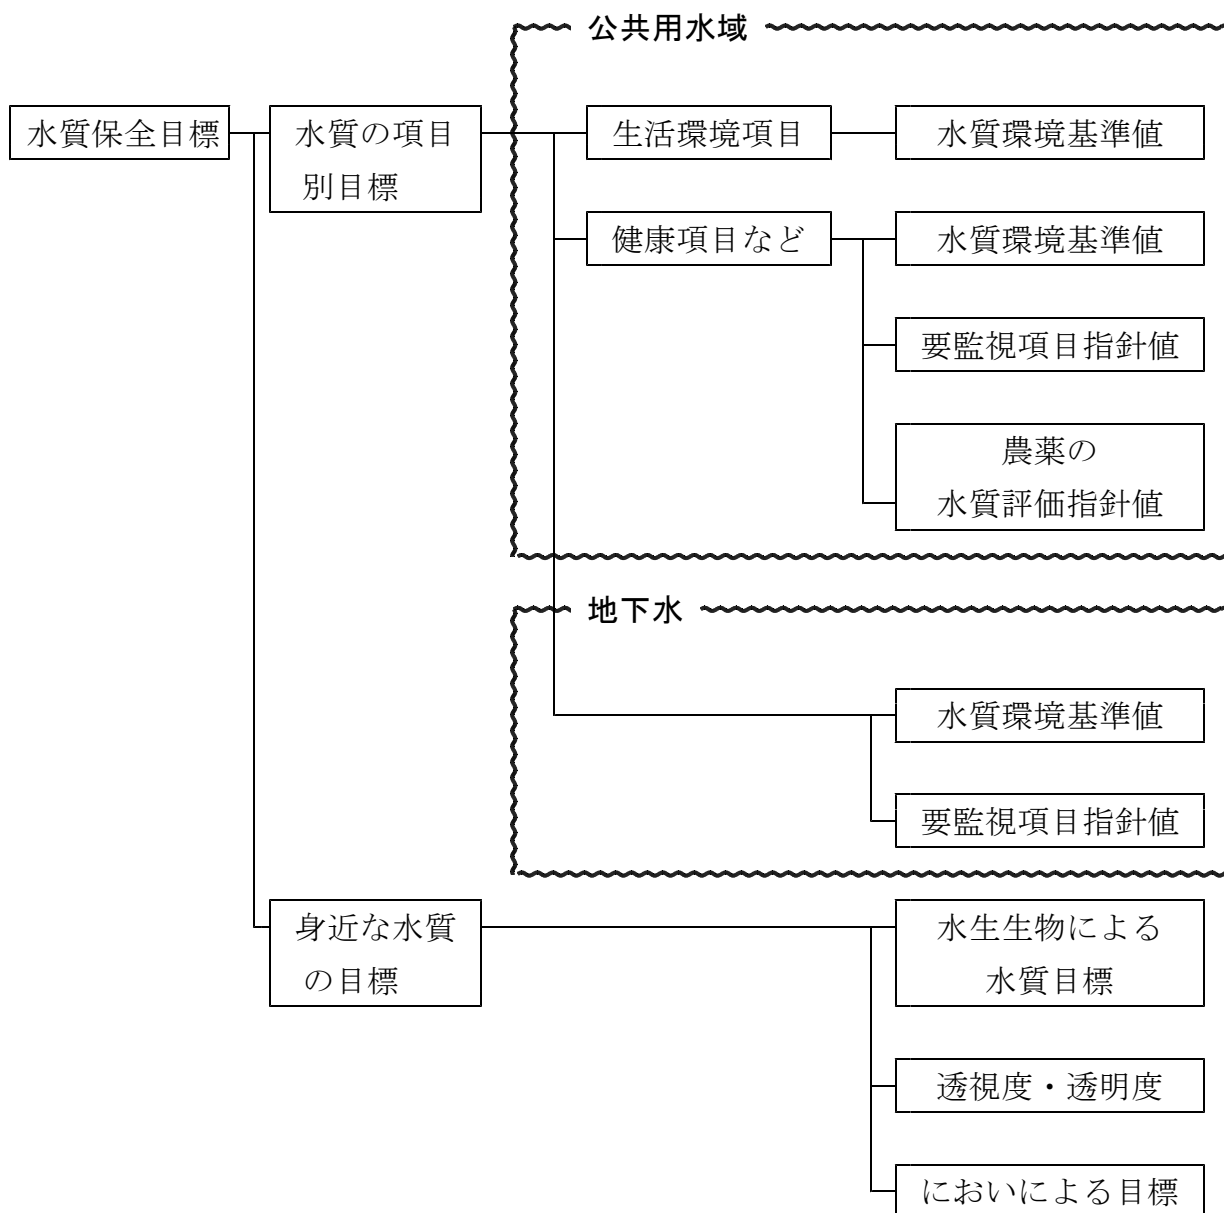 公共用水域
水質保全目標
水質の項目
別目標
生活環境項目
水質環境基準値
健康項目など
水質環境基準値
要監視項目指針値
農薬の
水質評価指針値
地下水
水質環境基準値
要監視項目指針値
身近な水質
の目標
水生生物による
水質目標
透視度・透明度
においによる目標